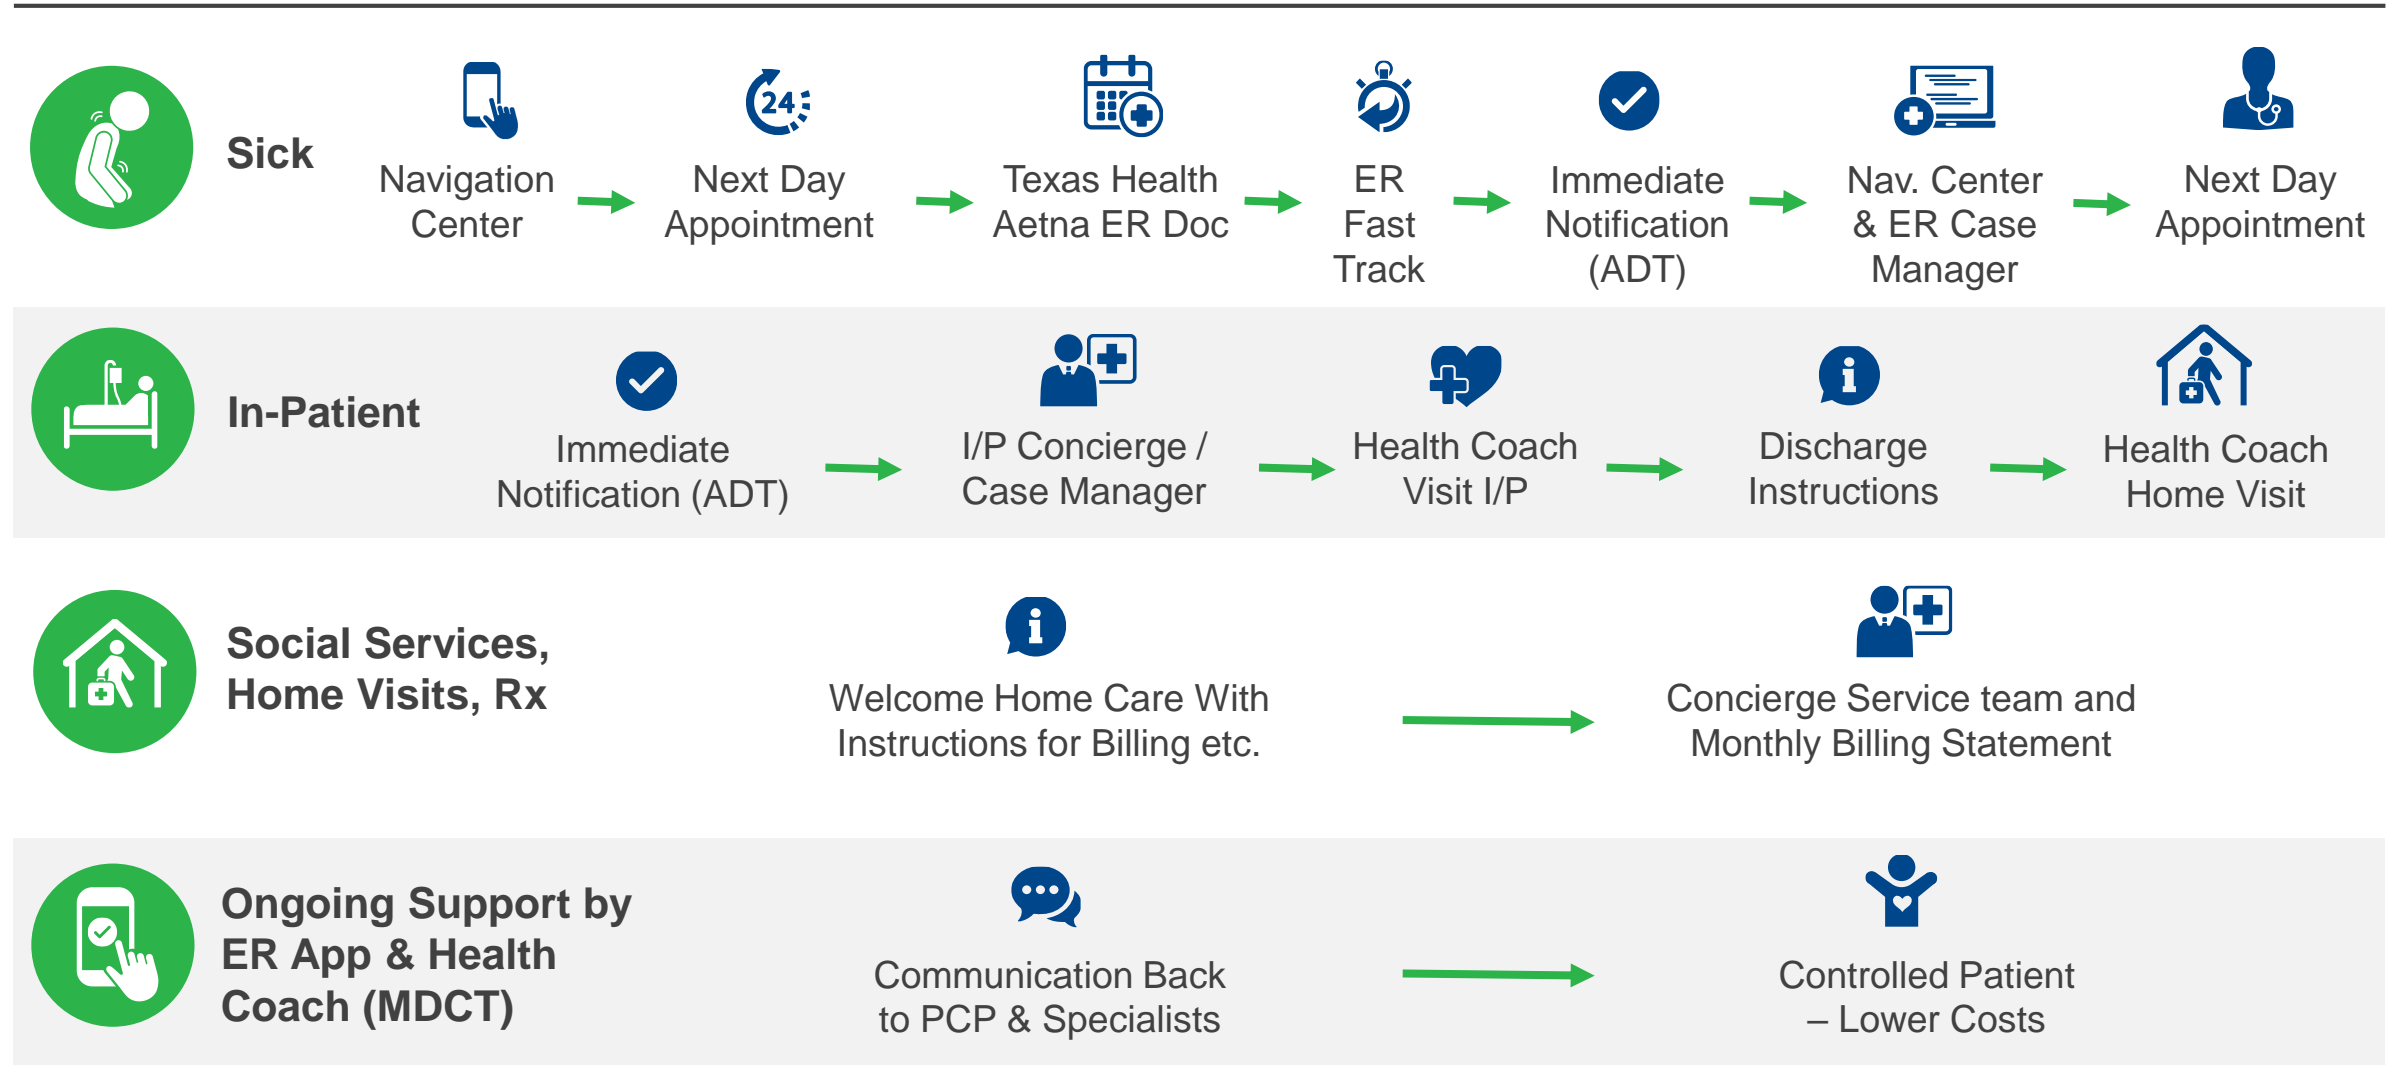 Sick
24
Navigation
Center
Next Day
Appointment
Texas Health
Aetna ER Doc
ER
Fast
Track
Immediate
Notification
(ADT)
Nav. Center
& ER Case
Manager
Next Day
Appointment
In-Patient
Immediate
Notification (ADT)
I/P Concierge /
Case Manager
Health Coach
Visit I/P
Discharge
Instructions
Health Coach
Home Visit
Social Services,
Home Visits, Rx
Welcome Home Care With
Instructions for Billing etc.
Concierge Service team and
Monthly Billing Statement
Ongoing Support by
ER App & Health
Coach (MDCT)
Communication Back
to PCP & Specialists
Controlled Patient
– Lower Costs